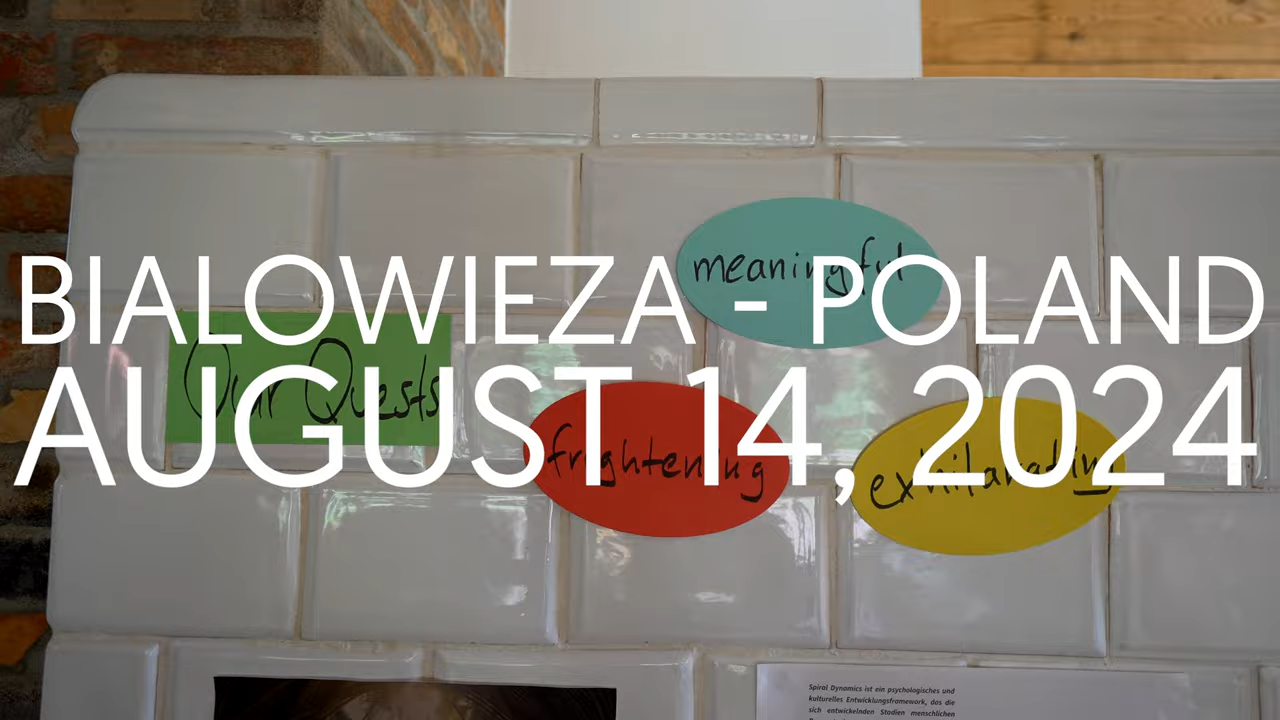 BIALOWIEZA - POLAND
AUGUST 14, 2024
meaningful
Our Quests
frightening
exhilarating
Spiral Dynamics ist ein psychologisches und
kulturelles Entwicklungsframework, das die
sich entwickelnden Stadien menschlichen